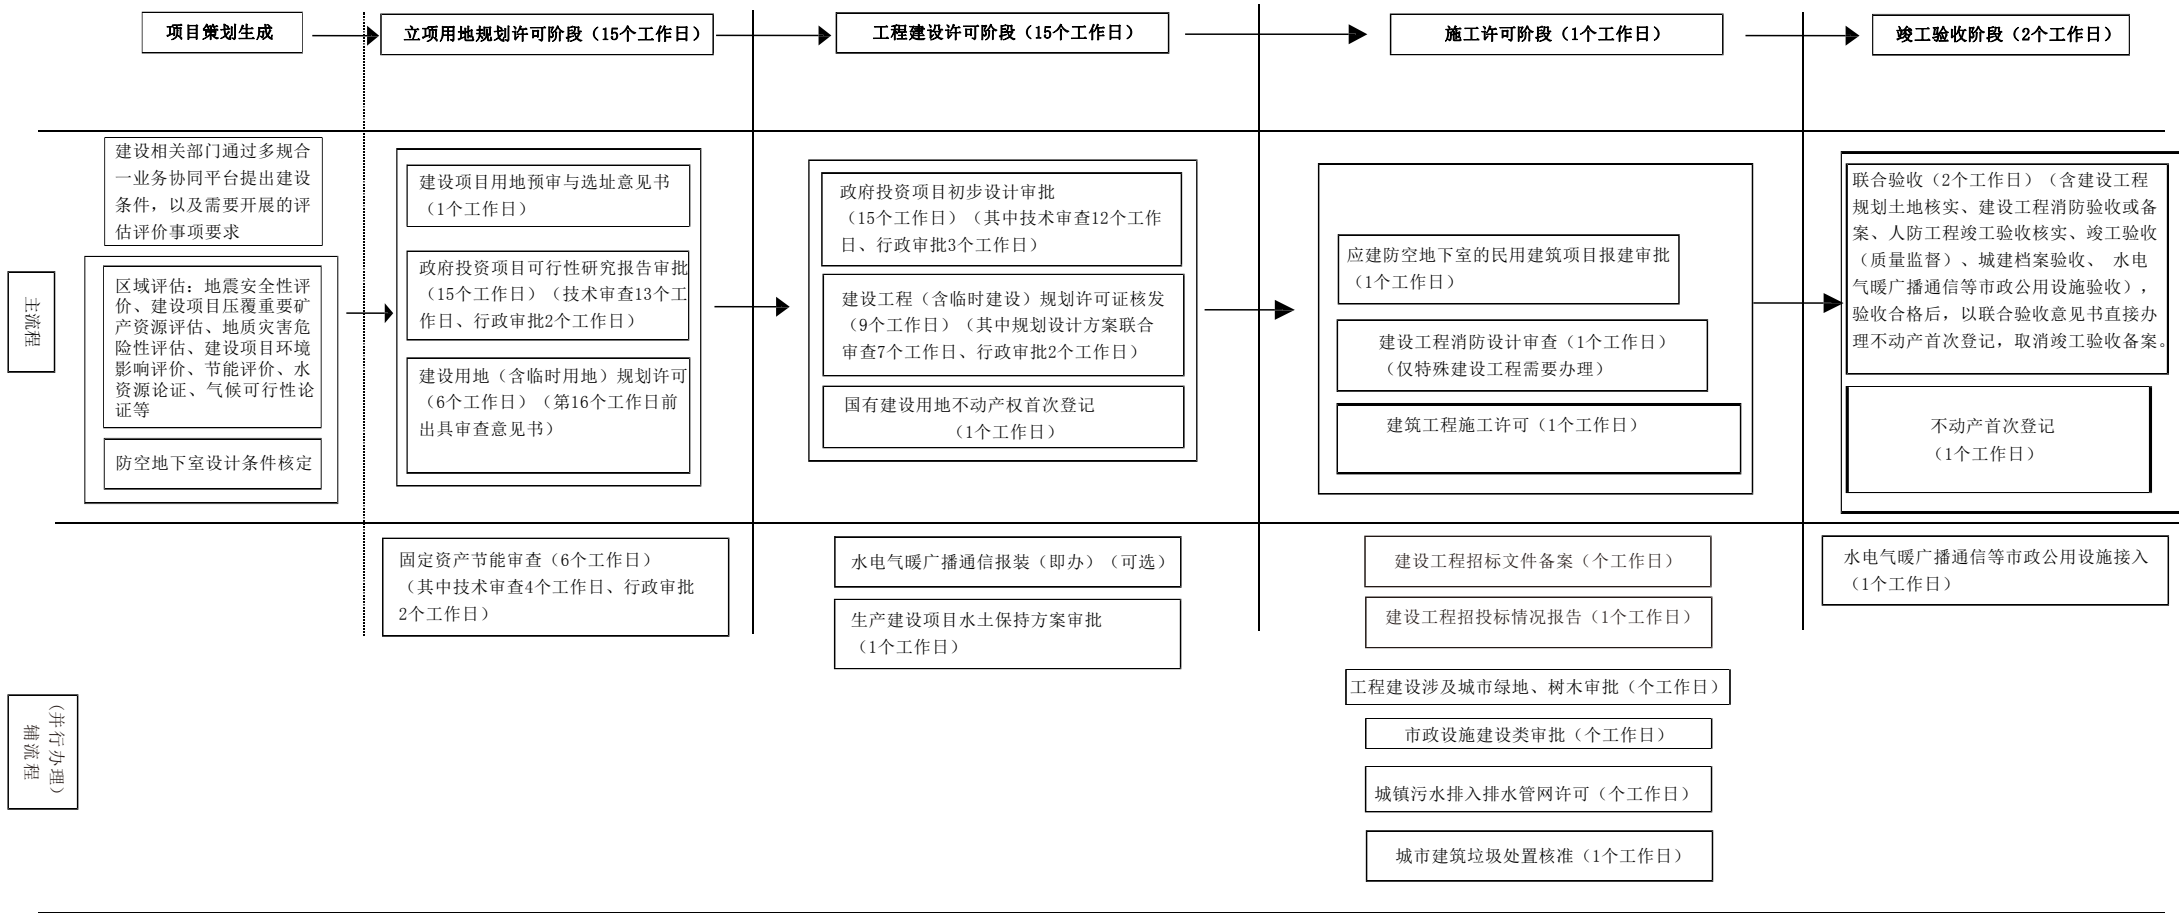 项目策划生成
立项用地规划许可阶段（15个工作日）
工程建设许可阶段（15个工作日）
施工许可阶段（1个工作日）
竣工验收阶段（2个工作日）
主流程
建设相关部门通过多规合
一业务协同平台提出建设
条件，以及需要开展的评
估评价事项要求
区域评估：地震安全性评
价、建设项目压覆重要矿
产资源评估、地质灾害危
险性评估、建设项目环境
影响评价、节能评价、水
资源论证、气候可行性论
证等
防空地下室设计条件核定
建设项目用地预审与选址意见书
（1个工作日）
政府投资项目可行性研究报告审批
（15个工作日）（技术审查13个工
作日、行政审批2个工作日）
建设用地（含临时用地）规划许可
（6个工作日）（第16个工作日前
出具审查意见书）
政府投资项目初步设计审批
（15个工作日）（其中技术审查12个工作
日、行政审批3个工作日）
建设工程（含临时建设）规划许可证核发
（9个工作日）（其中规划设计方案联合
审查7个工作日、行政审批2个工作日）
国有建设用地不动产权首次登记
（1个工作日）
应建防空地下室的民用建筑项目报建审批
（1个工作日）
建设工程消防设计审查（1个工作日）
（仅特殊建设工程需要办理）
建筑工程施工许可（1个工作日）
联合验收（2个工作日）（含建设工程
规划土地核实、建设工程消防验收或备
案、人防工程竣工验收核实、竣工验收
（质量监督）、城建档案验收、 水电
气暖广播通信等市政公用设施验收），
验收合格后，以联合验收意见书直接办
理不动产首次登记，取消竣工验收备案。
不动产首次登记
（1个工作日）
（并行办理）
辅流程
固定资产节能审查（6个工作日）
（其中技术审查4个工作日、行政审批
2个工作日）
水电气暖广播通信报装（即办）（可选）
生产建设项目水土保持方案审批
（1个工作日）
建设工程招标文件备案（个工作日）
建设工程招投标情况报告（1个工作日）
工程建设涉及城市绿地、树木审批（个工作日）
市政设施建设类审批（个工作日）
城镇污水排入排水管网许可（个工作日）
城市建筑垃圾处置核准（1个工作日）
水电气暖广播通信等市政公用设施接入
（1个工作日）